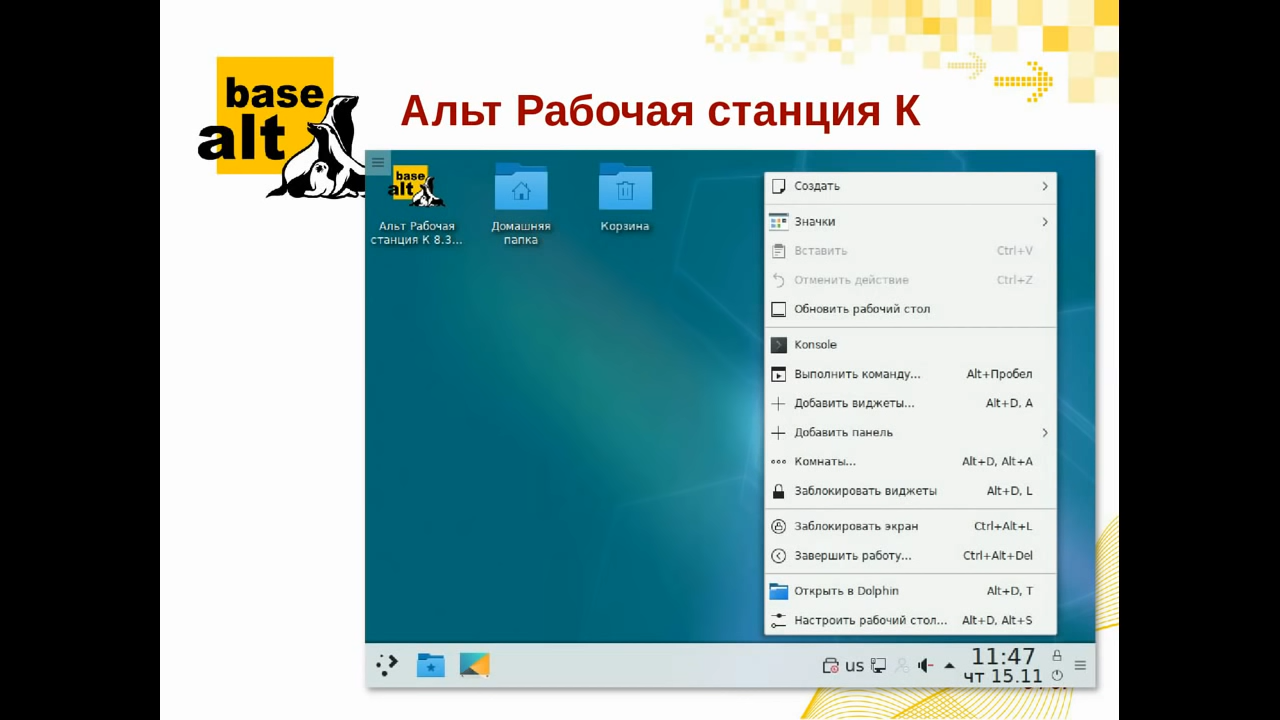 base
alt
Альт Рабочая станция К
base
alt
Альт Рабочая
станция К 8.3...
Домашняя
папка
Корзина
Создать
Значки
Вставить Ctrl+V
Отменить действие Ctrl+Z
Обновить рабочий стол
Konsole
Выполнить команду... Alt+Пробел
Добавить виджеты... Alt+D, A
Добавить панель
Комнаты... Alt+D, Alt+A
Заблокировать виджеты Alt+D, L
Заблокировать экран Ctrl+Alt+L
Завершить работу... Ctrl+Alt+Del
Открыть в Dolphin Alt+D, T
Настроить рабочий стол... Alt+D, Alt+S
us
11:47
чт 15.11